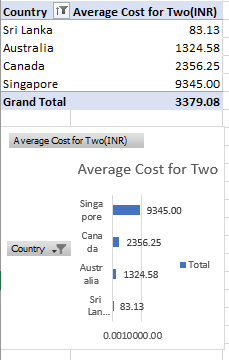 Country Average Cost for Two(INR)
Sri Lanka 83.13
Australia 1324.58
Canada 2356.25
Singapore 9345.00
Grand Total 3379.08
Average Cost for Two(INR)
Average Cost for Two
Singa
pore 9345.00
Cana
da 2356.25
Country
Austr
alia 1324.58
Total
Sri
Lan... 83.13
0.0010000.00